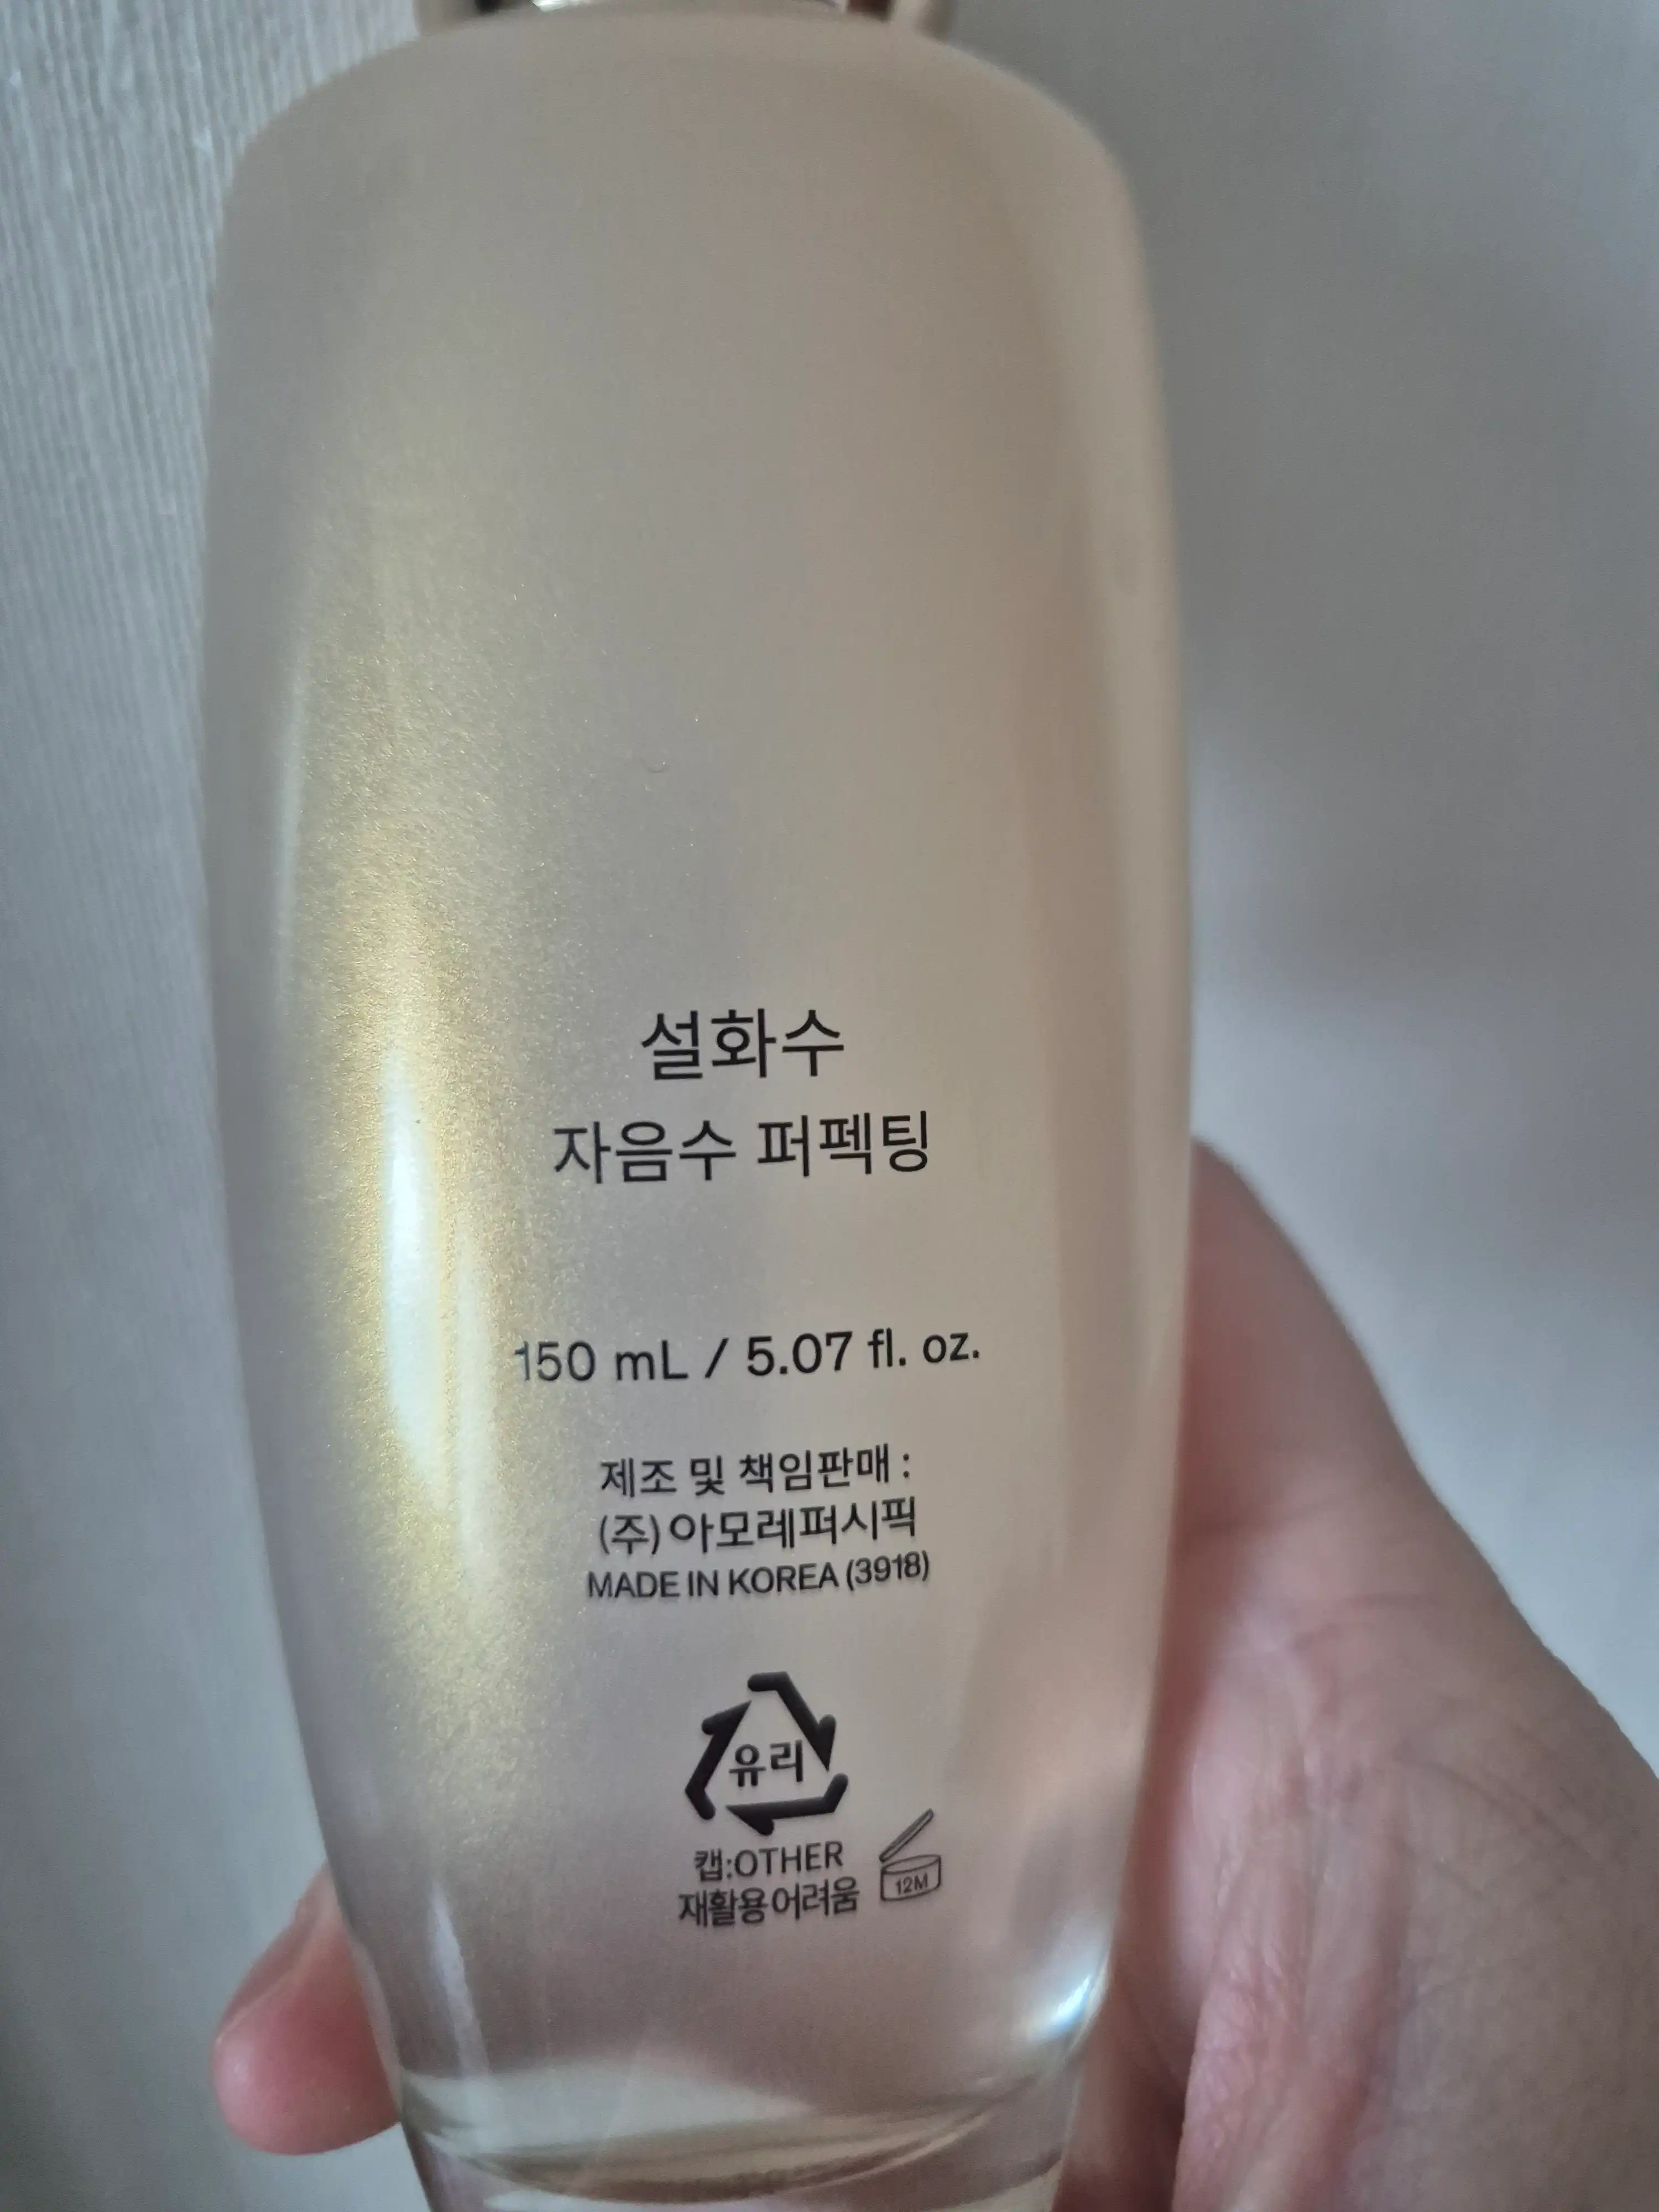 설화수
자음수 퍼펙팅
150 mL / 5.07 fl. oz.
제조 및 책임판매 :
(주)아모레퍼시픽
MADE IN KOREA (3918)
유리
캡:OTHER
재활용어려움
12M